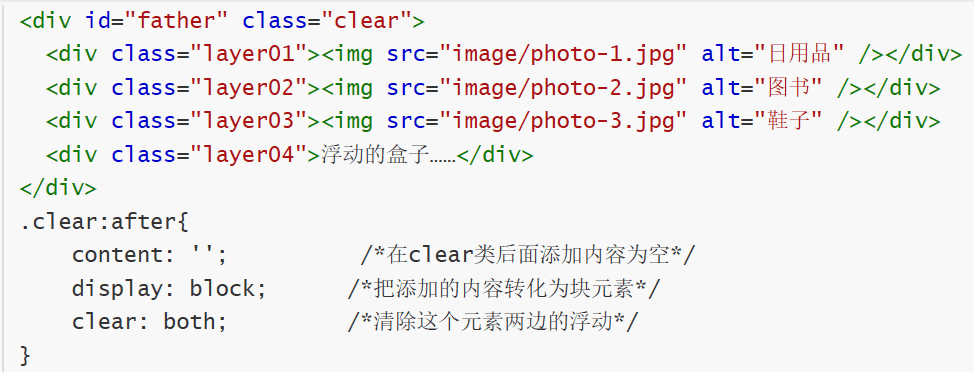 <div id="father" class="clear">
  <div class="layer01"><img src="image/photo-1.jpg" alt="日用品" /></div>
  <div class="layer02"><img src="image/photo-2.jpg" alt="图书" /></div>
  <div class="layer03"><img src="image/photo-3.jpg" alt="鞋子" /></div>
  <div class="layer04">浮动的盒子……</div>
</div>
.clear:after{
    content: '';          /*在clear类后面添加内容为空*/
    display: block;      /*把添加的内容转化为块元素*/
    clear: both;         /*清除这个元素两边的浮动*/
}